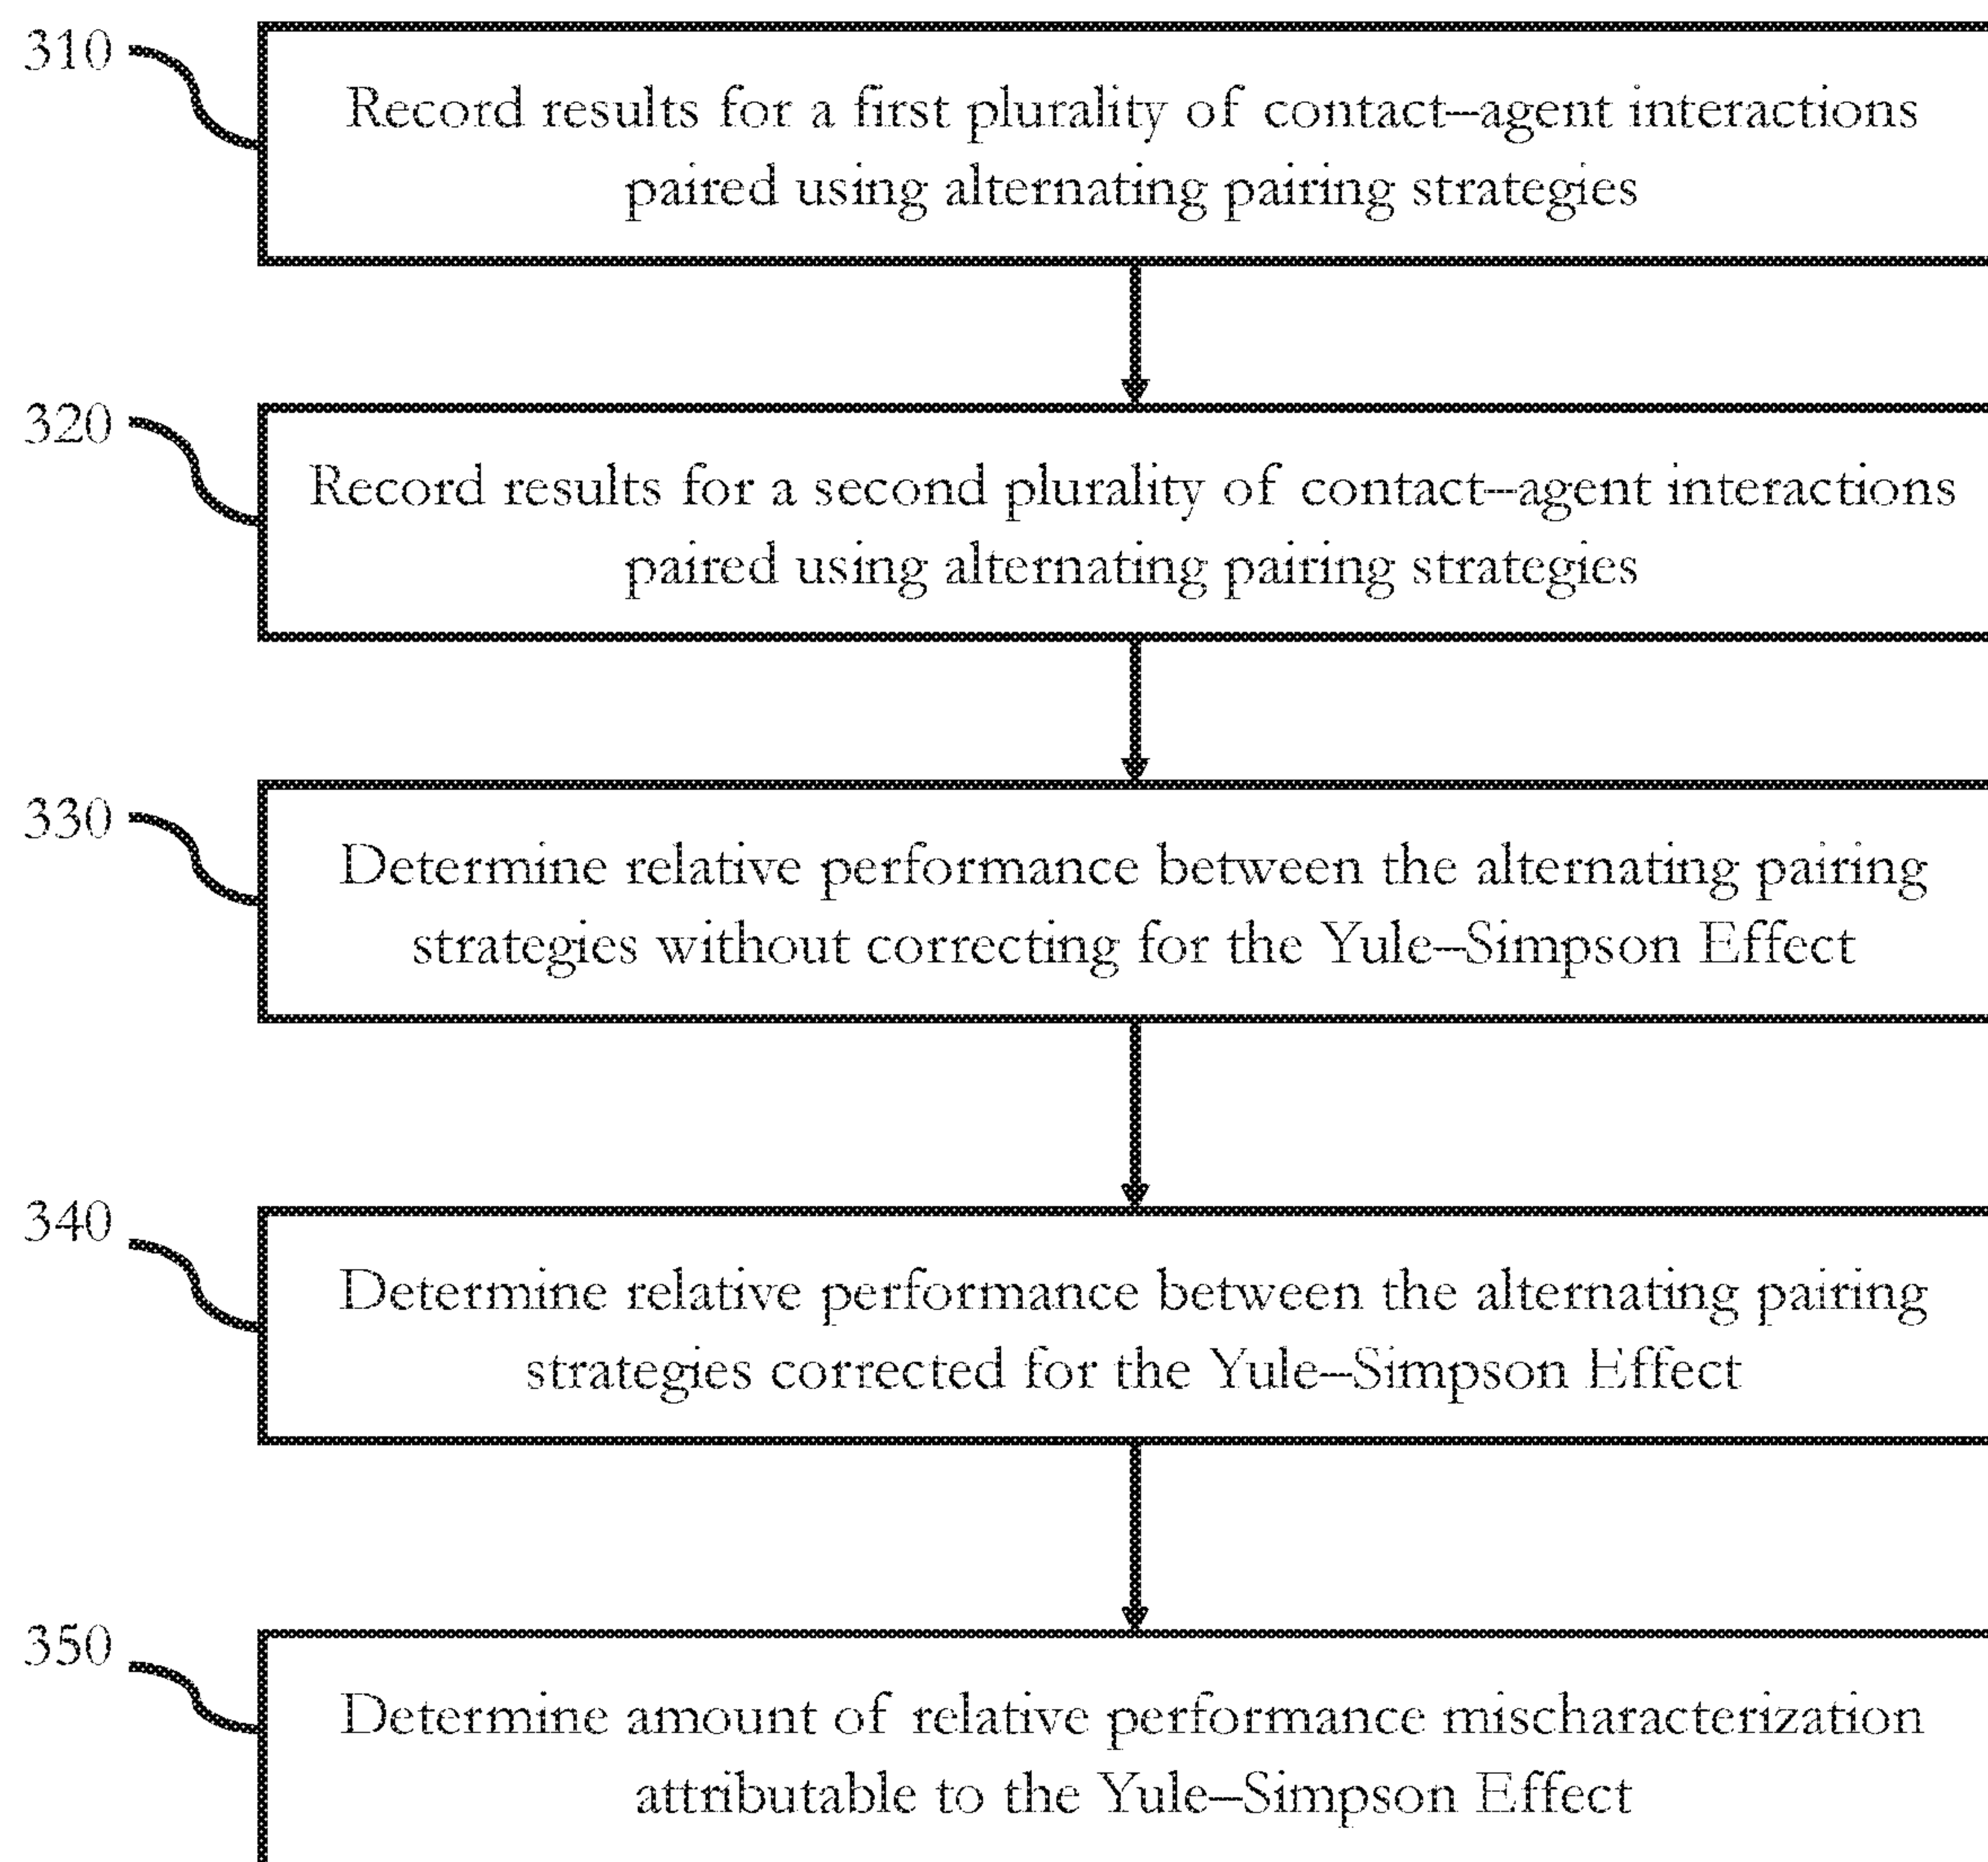 310
Record results for a first plurality of contact–agent interactions
paired using alternating pairing strategies
320
Record results for a second plurality of contact–agent interactions
paired using alternating pairing strategies
330
Determine relative performance between the alternating pairing
strategies without correcting for the Yule–Simpson Effect
340
Determine relative performance between the alternating pairing
strategies corrected for the Yule–Simpson Effect
350
Determine amount of relative performance mischaracterization
attributable to the Yule–Simpson Effect